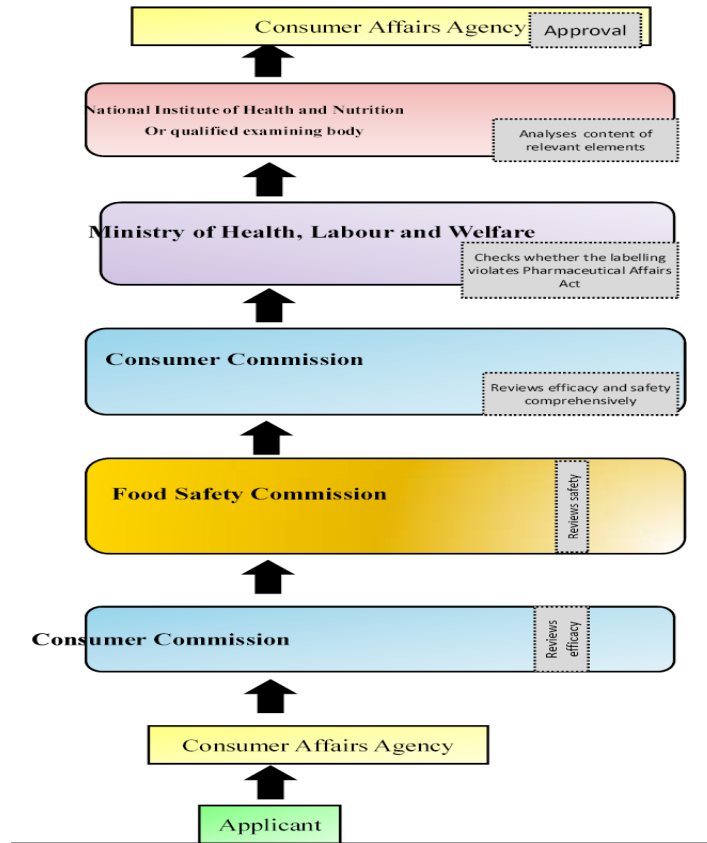 Consumer Affairs Agency
Approval
National Institute of Health and Nutrition
Or qualified examining body
Analyses content of
relevant elements
Ministry of Health, Labour and Welfare
Checks whether the labelling
violates Pharmaceutical Affairs
Act
Consumer Commission
Reviews efficacy and safety
comprehensively
Food Safety Commission
Reviews safety
Consumer Commission
Reviews
efficacy
Consumer Affairs Agency
Applicant